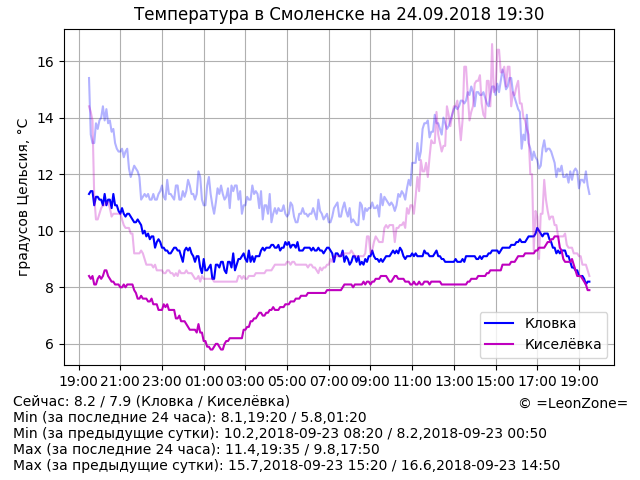 Температура в Смоленске на 24.09.2018 19:30
градусов Цельсия, °C
16
14
12
10
8
6
19:00 21:00 23:00 01:00 03:00 05:00 07:00 09:00 11:00 13:00 15:00 17:00 19:00
Кловка
Киселёвка
Сейчас: 8.2 / 7.9 (Кловка / Киселёвка)
© =LeonZone=
Min (за последние 24 часа): 8.1,19:20 / 5.8,01:20
Min (за предыдущие сутки): 10.2,2018-09-23 08:20 / 8.2,2018-09-23 00:50
Max (за последние 24 часа): 11.4,19:35 / 9.8,17:50
Max (за предыдущие сутки): 15.7,2018-09-23 15:20 / 16.6,2018-09-23 14:50